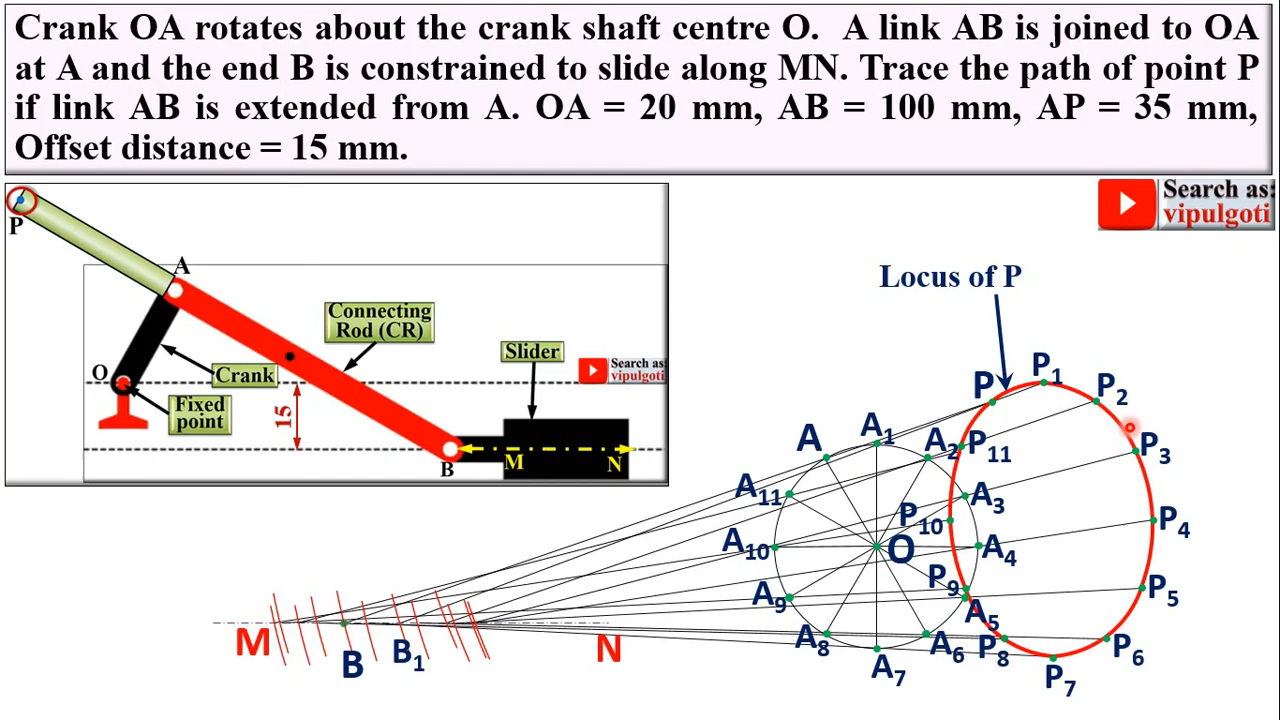 Crank OA rotates about the crank shaft centre O. A link AB is joined to OA
at A and the end B is constrained to slide along MN. Trace the path of point P
if link AB is extended from A. OA = 20 mm, AB = 100 mm, AP = 35 mm,
Offset distance = 15 mm.
Search as:
vipulgoti
P
A
Connecting
Rod (CR)
Slider
O
Crank
Search as:
vipulgoti
Fixed
point
15
B
M
N
Locus of P
P
P1
P2
A
A1
A2
P11
P3
A11
A3
P10
P4
A10
O
A4
P9
P5
A9
A5
M
B
B1
N
A8
A7
A6
P8
P7
P6